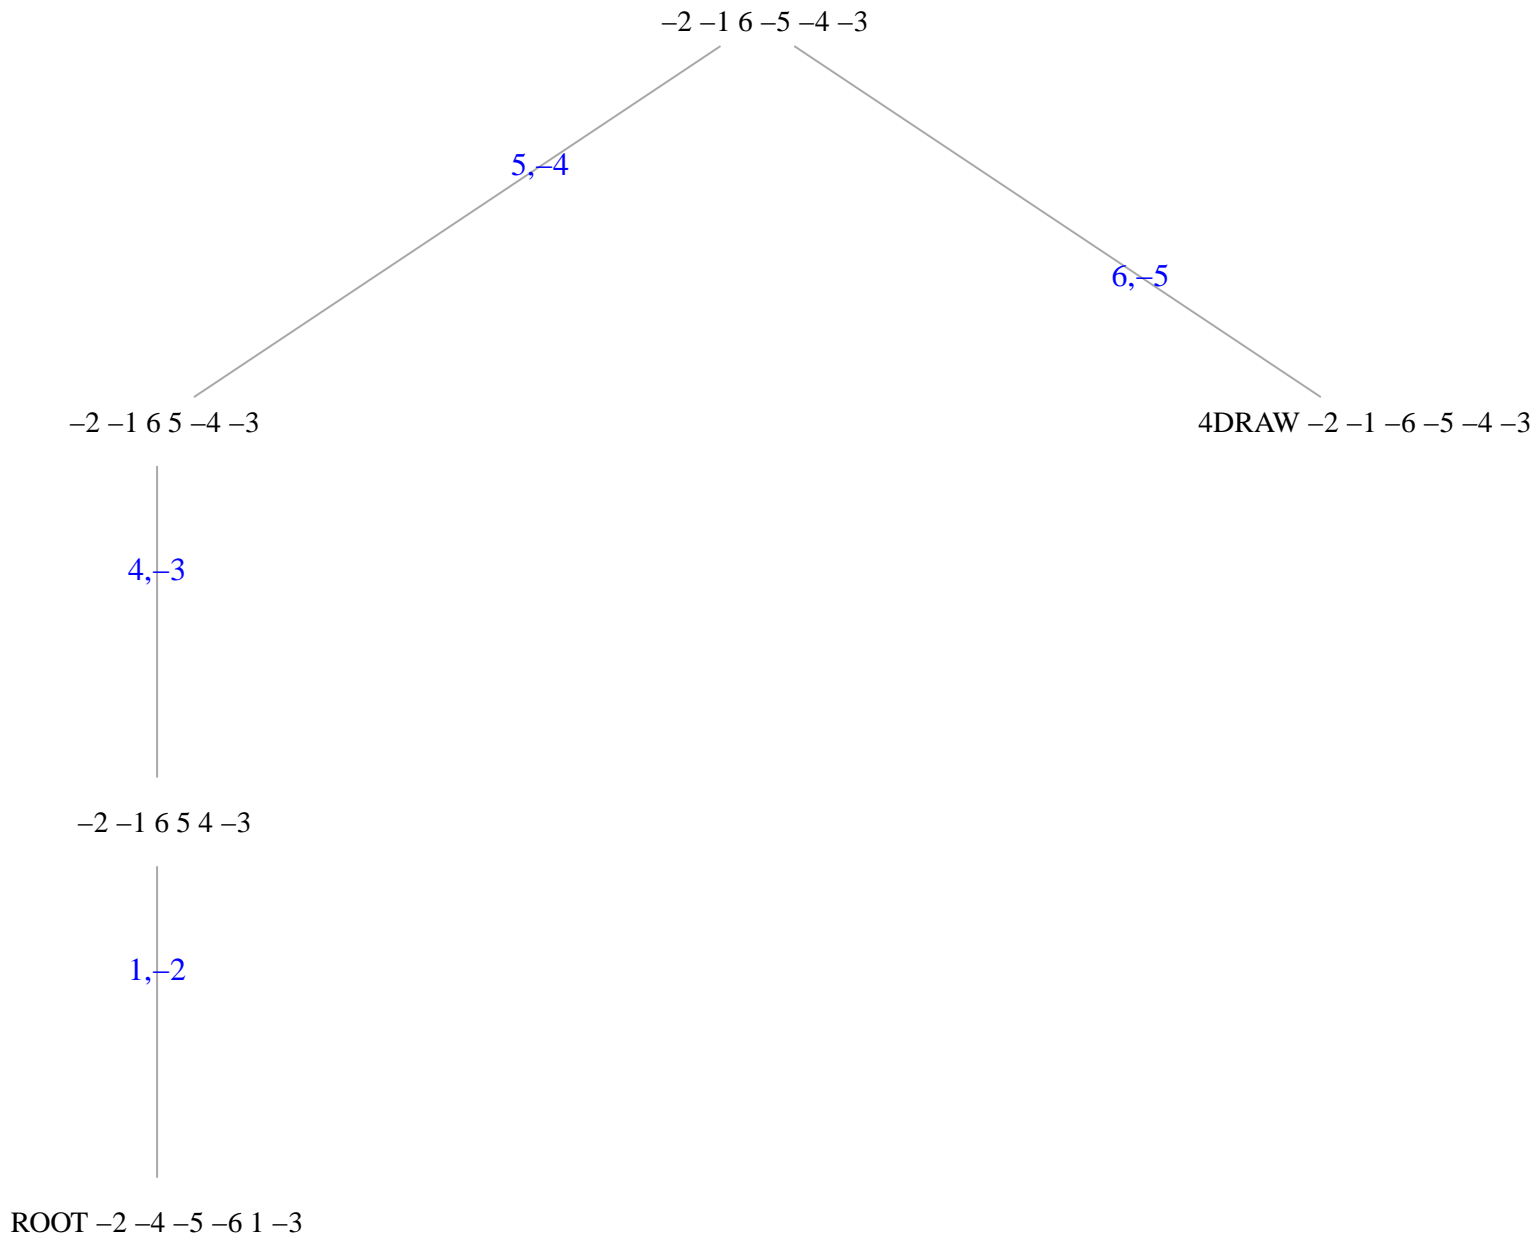 –2 –1 6 –5 –4 –3
5,–4
6,–5
–2 –1 6 5 –4 –3
4DRAW –2 –1 –6 –5 –4 –3
4,–3
–2 –1 6 5 4 –3
1,–2
ROOT –2 –4 –5 –6 1 –3